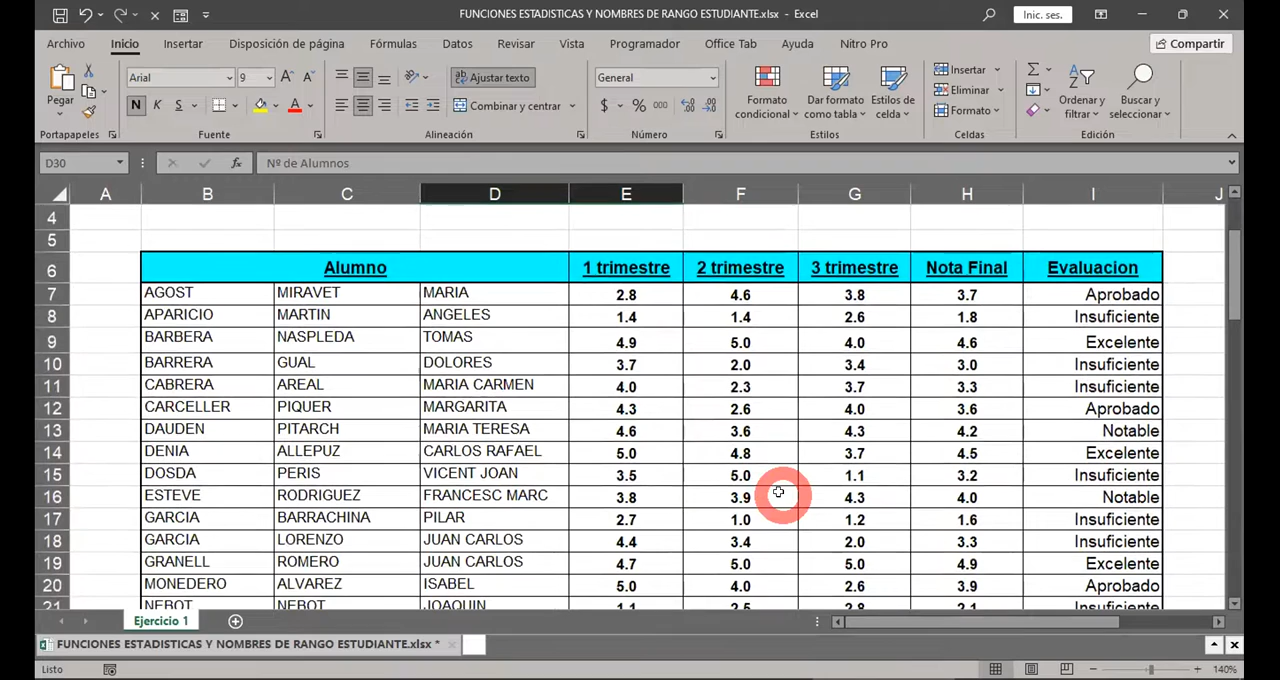 FUNCIONES ESTADISTICAS Y NOMBRES DE RANGO ESTUDIANTE.xlsx - Excel
Inic. ses.
Archivo Inicio Insertar Disposición de página Fórmulas Datos Revisar Vista Programador Office Tab Ayuda Nitro Pro Compartir
Pegar
Arial 9
N K S
Ajustar texto
Combinar y centrar
General
$ % 000
Formato condicional
Dar formato como tabla
Estilos de celda
Insertar
Eliminar
Formato
Ordenar y filtrar
Buscar y seleccionar
Portapapeles Fuente Alineación Número Estilos Celdas Edición
D30 fx Nº de Alumnos
A B C D E F G H I J
4
5
6 Alumno 1 trimestre 2 trimestre 3 trimestre Nota Final Evaluacion
7 AGOST MIRAVET MARIA 2.8 4.6 3.8 3.7 Aprobado
8 APARICIO MARTIN ANGELES 1.4 1.4 2.6 1.8 Insuficiente
9 BARBERA NASPLEDA TOMAS 4.9 5.0 4.0 4.6 Excelente
10 BARRERA GUAL DOLORES 3.7 2.0 3.4 3.0 Insuficiente
11 CABRERA AREAL MARIA CARMEN 4.0 2.3 3.7 3.3 Insuficiente
12 CARCELLER PIQUER MARGARITA 4.3 2.6 4.0 3.6 Aprobado
13 DAUDEN PITARCH MARIA TERESA 4.6 3.6 4.3 4.2 Notable
14 DENIA ALLEPUZ CARLOS RAFAEL 5.0 4.8 3.7 4.5 Excelente
15 DOSDA PERIS VICENT JOAN 3.5 5.0 1.1 3.2 Insuficiente
16 ESTEVE RODRIGUEZ FRANCESC MARC 3.8 3.9 4.3 4.0 Notable
17 GARCIA BARRACHINA PILAR 2.7 1.0 1.2 1.6 Insuficiente
18 GARCIA LORENZO JUAN CARLOS 4.4 3.4 2.0 3.3 Insuficiente
19 GRANELL ROMERO JUAN CARLOS 4.7 5.0 5.0 4.9 Excelente
20 MONEDERO ALVAREZ ISABEL 5.0 4.0 2.6 3.9 Aprobado
21 NEBOT NEBOT JOAQUIN 1.1 2.5 2.8 2.1 Insuficiente
Ejercicio 1
FUNCIONES ESTADISTICAS Y NOMBRES DE RANGO ESTUDIANTE.xlsx *
Listo 140%